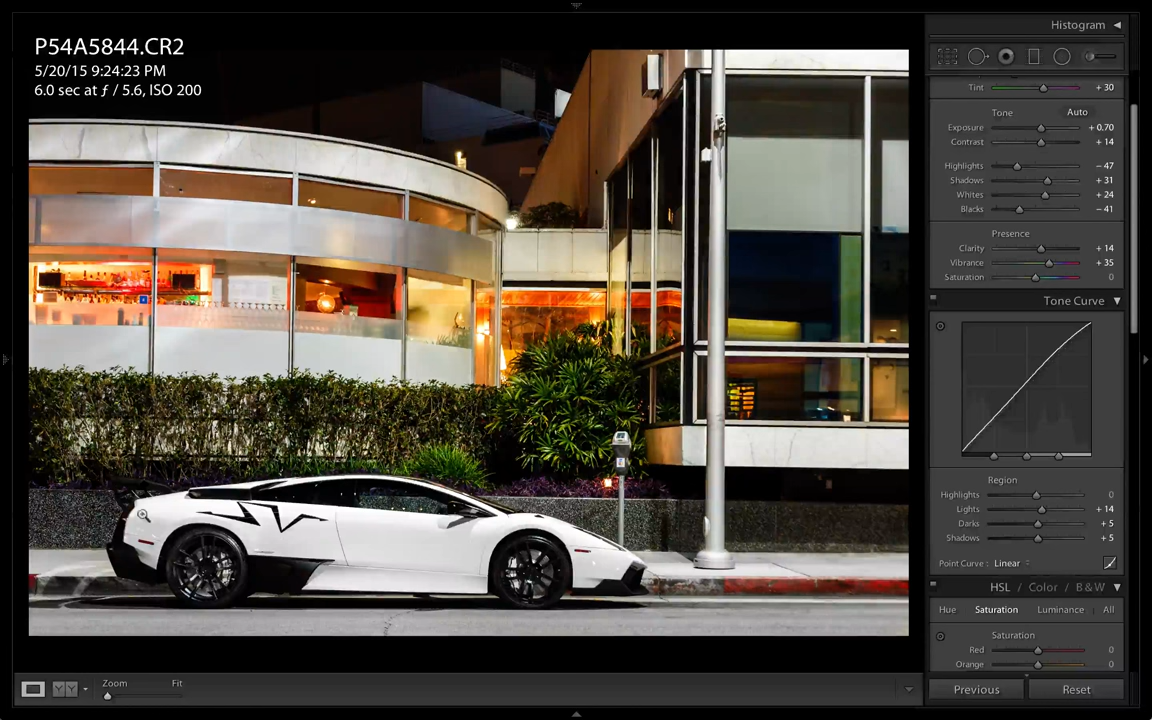 P54A5844.CR2
5/20/15 9:24:23 PM
6.0 sec at ƒ / 5.6, ISO 200
Histogram
Tint + 30
Tone Auto
Exposure + 0.70
Contrast + 14
Highlights − 47
Shadows + 31
Whites + 24
Blacks − 41
Presence
Clarity + 14
Vibrance + 35
Saturation 0
Tone Curve
Region
Highlights 0
Lights + 14
Darks + 5
Shadows + 5
Point Curve : Linear
HSL / Color / B & W
Hue Saturation Luminance All
Saturation
Red 0
Orange 0
Zoom Fit
Previous Reset